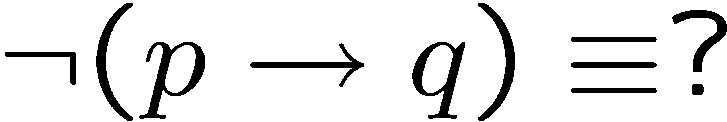 ¬(p → q) ≡?